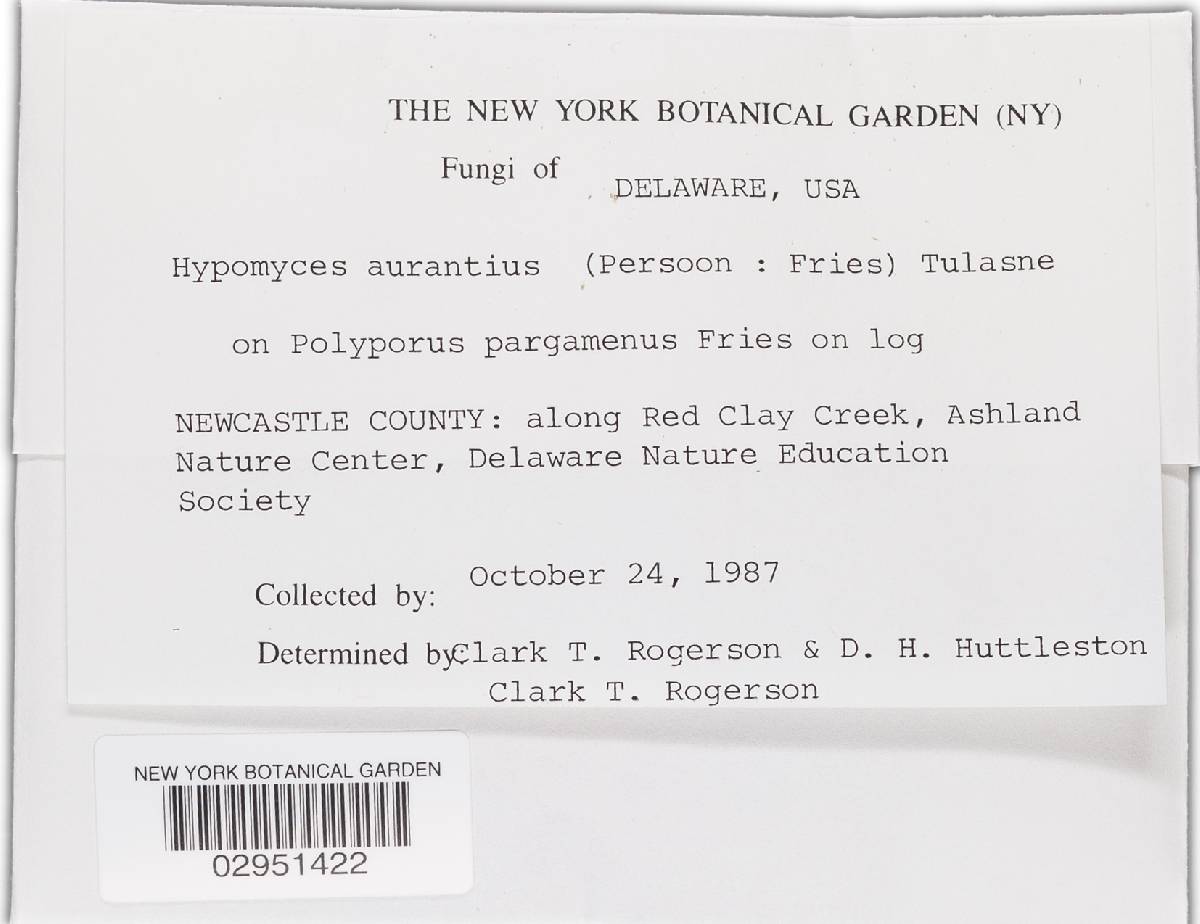 THE NEW YORK BOTANICAL GARDEN (NY)
Fungi of DELAWARE, USA
Hypomyces aurantius (Persoon : Fries) Tulasne
on Polyporus pargamenus Fries on log
NEWCASTLE COUNTY: along Red Clay Creek, Ashland
Nature Center, Delaware Nature Education
Society
Collected by: October 24, 1987
Determined by: Clark T. Rogerson & D. H. Huttleston
Clark T. Rogerson
NEW YORK BOTANICAL GARDEN
02951422